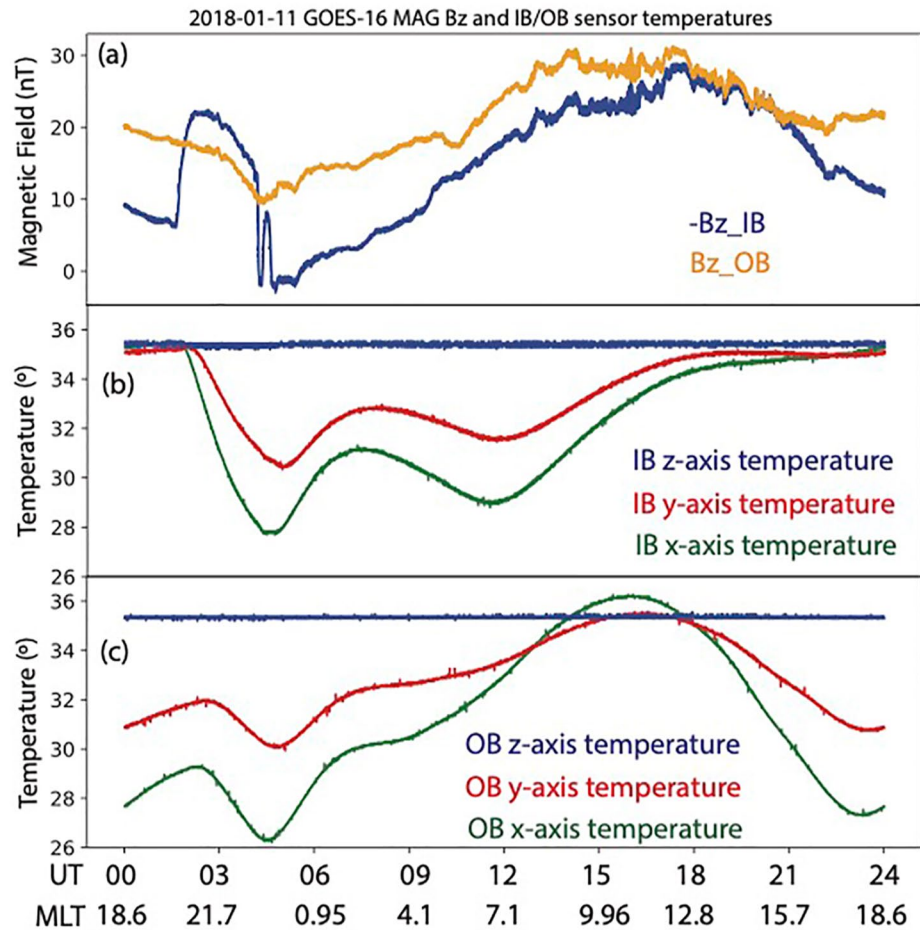 2018-01-11 GOES-16 MAG Bz and IB/OB sensor temperatures
(a)
Magnetic Field (nT)
30
20
10
0
-Bz_IB
Bz_OB
(b)
Temperature (º)
36
34
32
30
28
26
IB z-axis temperature
IB y-axis temperature
IB x-axis temperature
(c)
Temperature (º)
36
34
32
30
28
26
OB z-axis temperature
OB y-axis temperature
OB x-axis temperature
UT 00 03 06 09 12 15 18 21 24
MLT 18.6 21.7 0.95 4.1 7.1 9.96 12.8 15.7 18.6